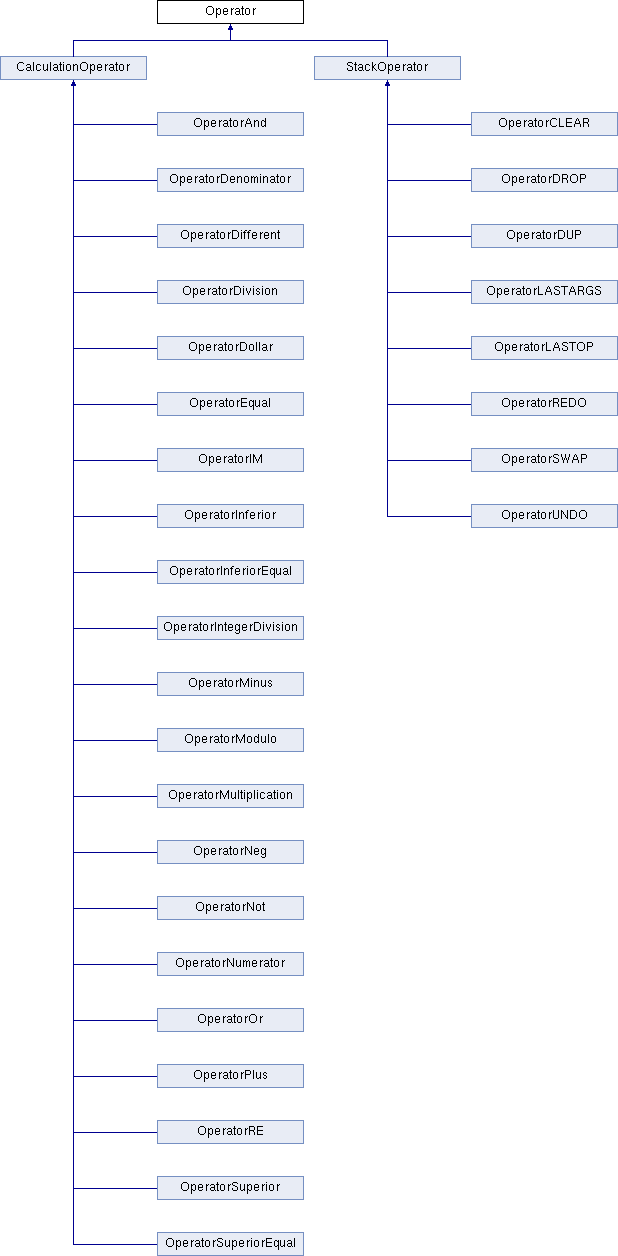 Operator
CalculationOperator
StackOperator
OperatorAnd
OperatorCLEAR
OperatorDenominator
OperatorDROP
OperatorDifferent
OperatorDUP
OperatorDivision
OperatorLASTARGS
OperatorDollar
OperatorLASTOP
OperatorEqual
OperatorREDO
OperatorIM
OperatorSWAP
OperatorInferior
OperatorUNDO
OperatorInferiorEqual
OperatorIntegerDivision
OperatorMinus
OperatorModulo
OperatorMultiplication
OperatorNeg
OperatorNot
OperatorNumerator
OperatorOr
OperatorPlus
OperatorRE
OperatorSuperior
OperatorSuperiorEqual